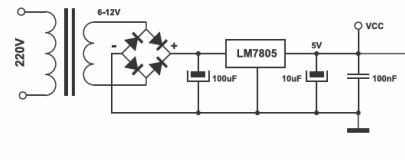 6-12V
VCC
220V
-
+
LM7805
5V
100uF
10uF
100nF